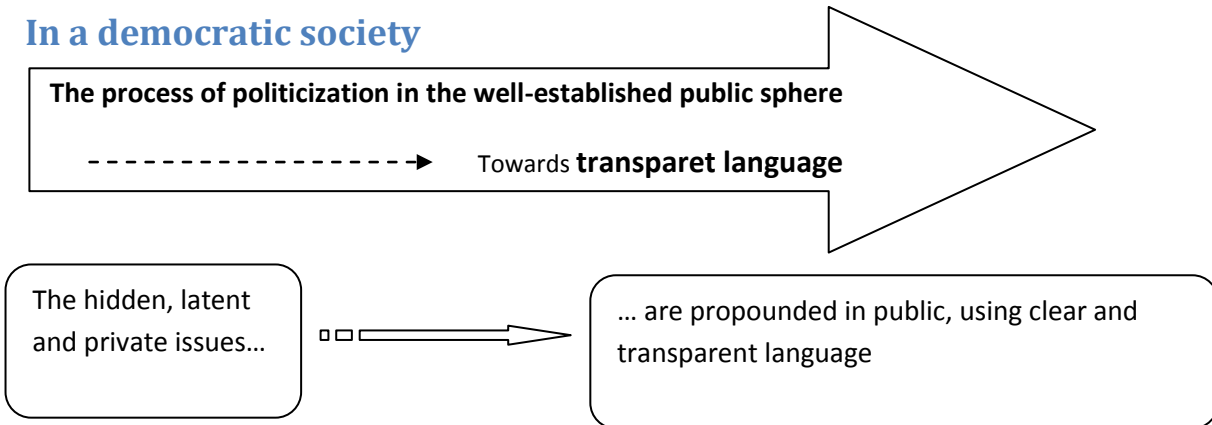 In a democratic society
The process of politicization in the well-established public sphere
Towards transparet language
The hidden, latent
and private issues…
… are propounded in public, using clear and
transparent language